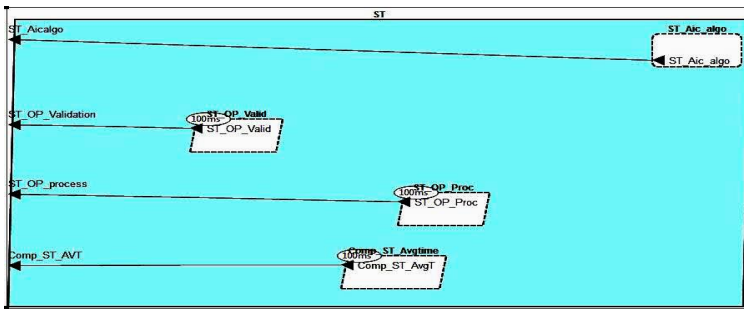 ST
ST_Aicalgo
ST_Aic_algo
ST_Aic_algo
ST_OP_Validation
ST_OP_Valid
100ms
ST_OP_Valid
ST_OP_process
ST_OP_Proc
100ms
ST_OP_Proc
Comp_ST_AVT
Comp_ST_Avgtime
100ms
Comp_ST_AvgT